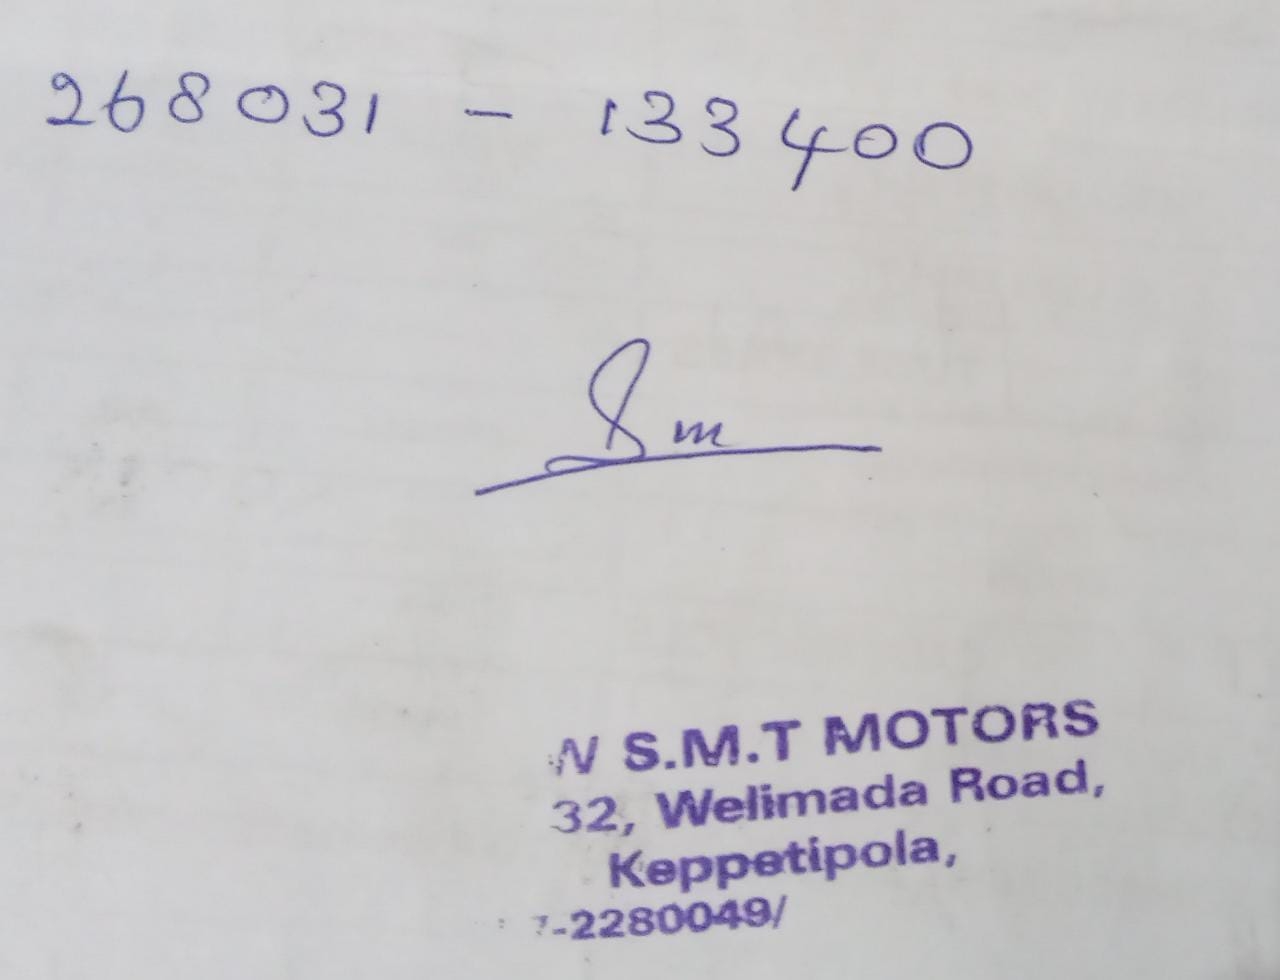 268031 - 133400
S.M.T MOTORS
32, Welimada Road,
Keppetipola,
-2280049/